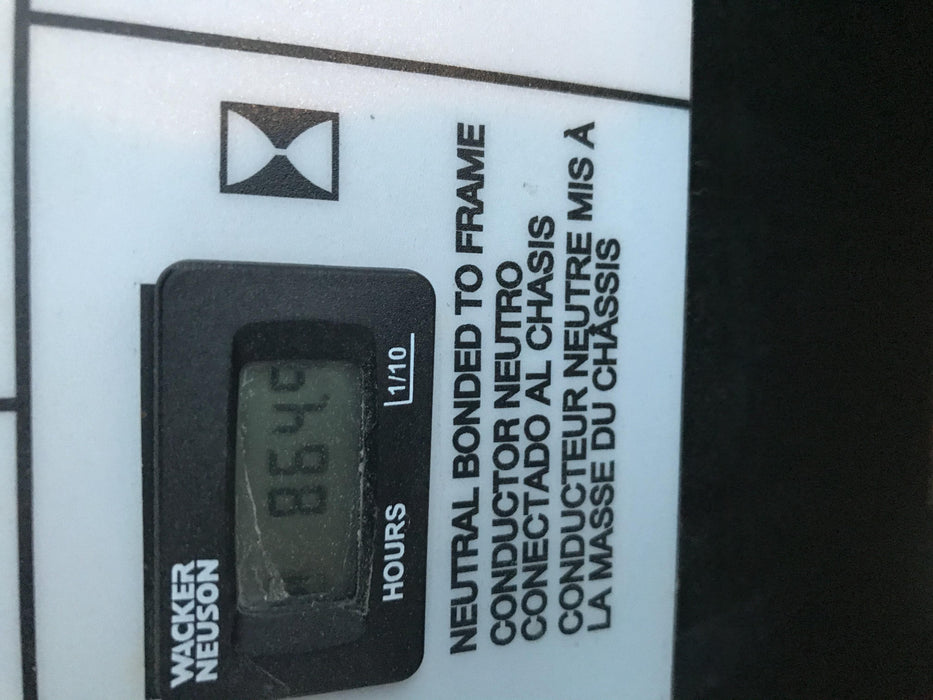 WACKER
NEUSON
HOURS
1/10
NEUTRAL BONDED TO FRAME
CONDUCTOR NEUTRO
CONECTADO AL CHASIS
CONDUCTEUR NEUTRE MIS À
LA MASSE DU CHÂSSIS